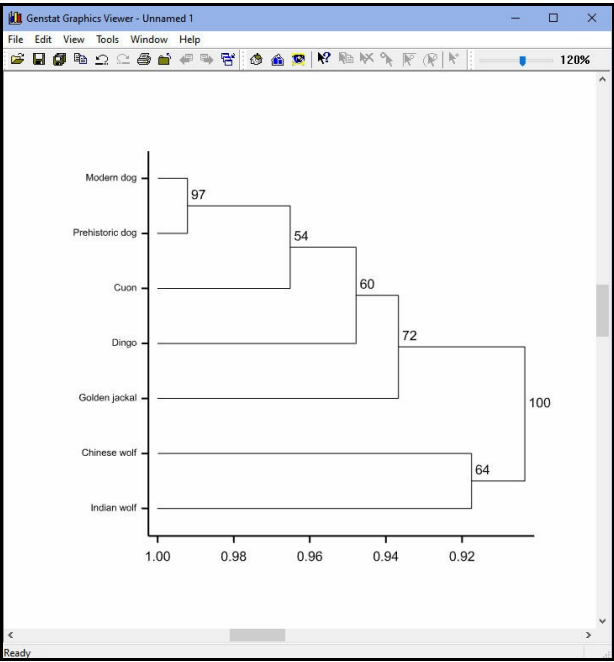 Genstat Graphics Viewer - Unnamed 1
File Edit View Tools Window Help
120%
Modern dog
97
Prehistoric dog
54
Cuon
60
Dingo
72
Golden jackal
100
Chinese wolf
64
Indian wolf
1.00 0.98 0.96 0.94 0.92
Ready